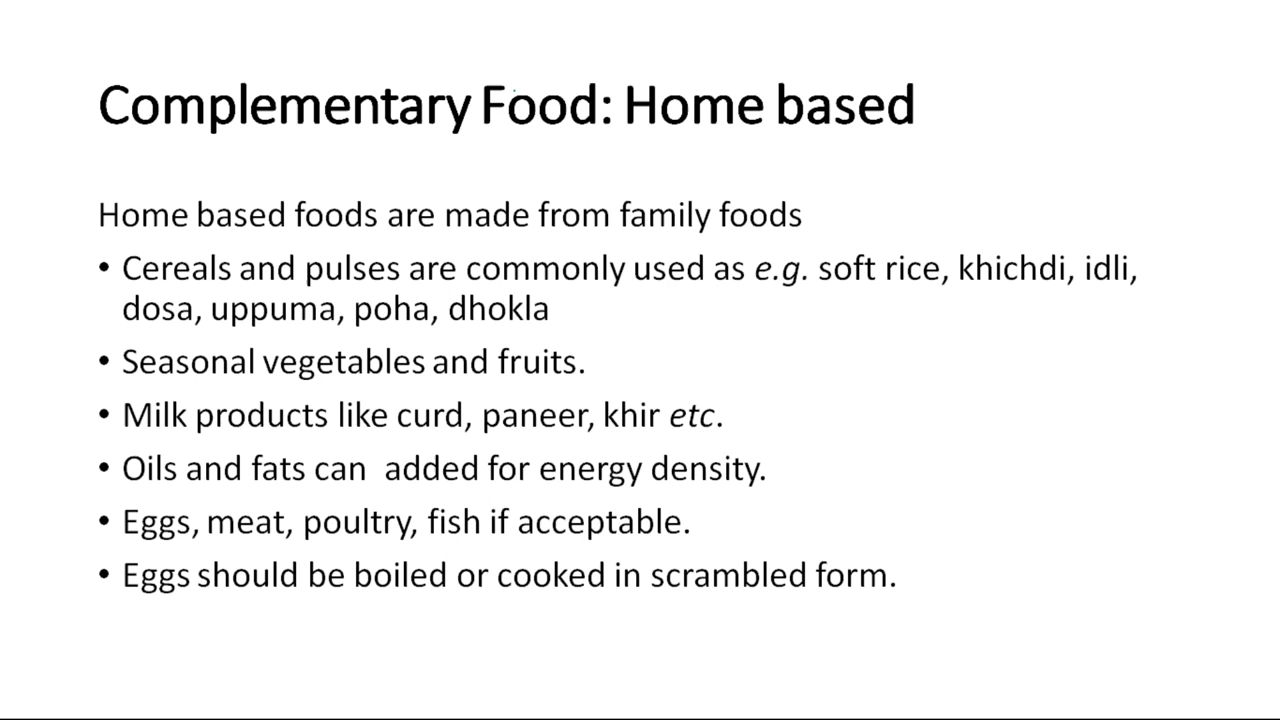 Complementary Food: Home based
Home based foods are made from family foods
• Cereals and pulses are commonly used as e.g. soft rice, khichdi, idli,
dosa, uppuma, poha, dhokla
• Seasonal vegetables and fruits.
• Milk products like curd, paneer, khir etc.
• Oils and fats can  added for energy density.
• Eggs, meat, poultry, fish if acceptable.
• Eggs should be boiled or cooked in scrambled form.